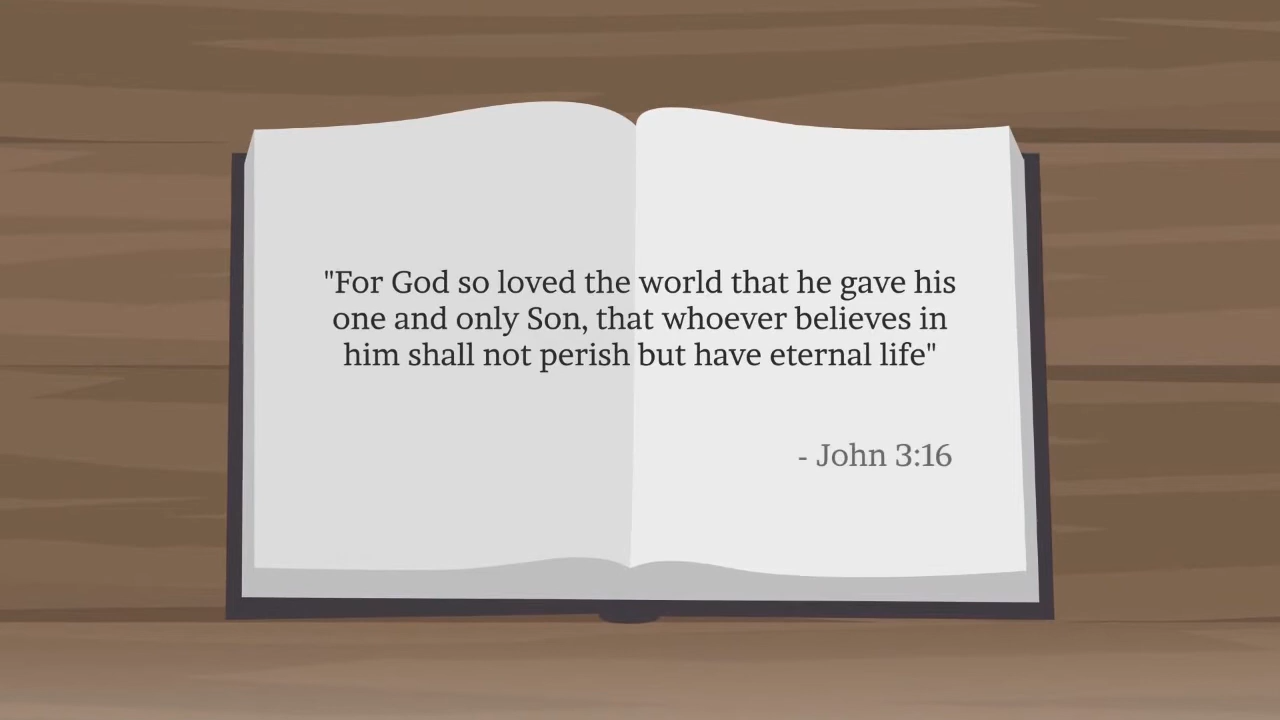 "For God so loved the world that he gave his
one and only Son, that whoever believes in
him shall not perish but have eternal life"
- John 3:16